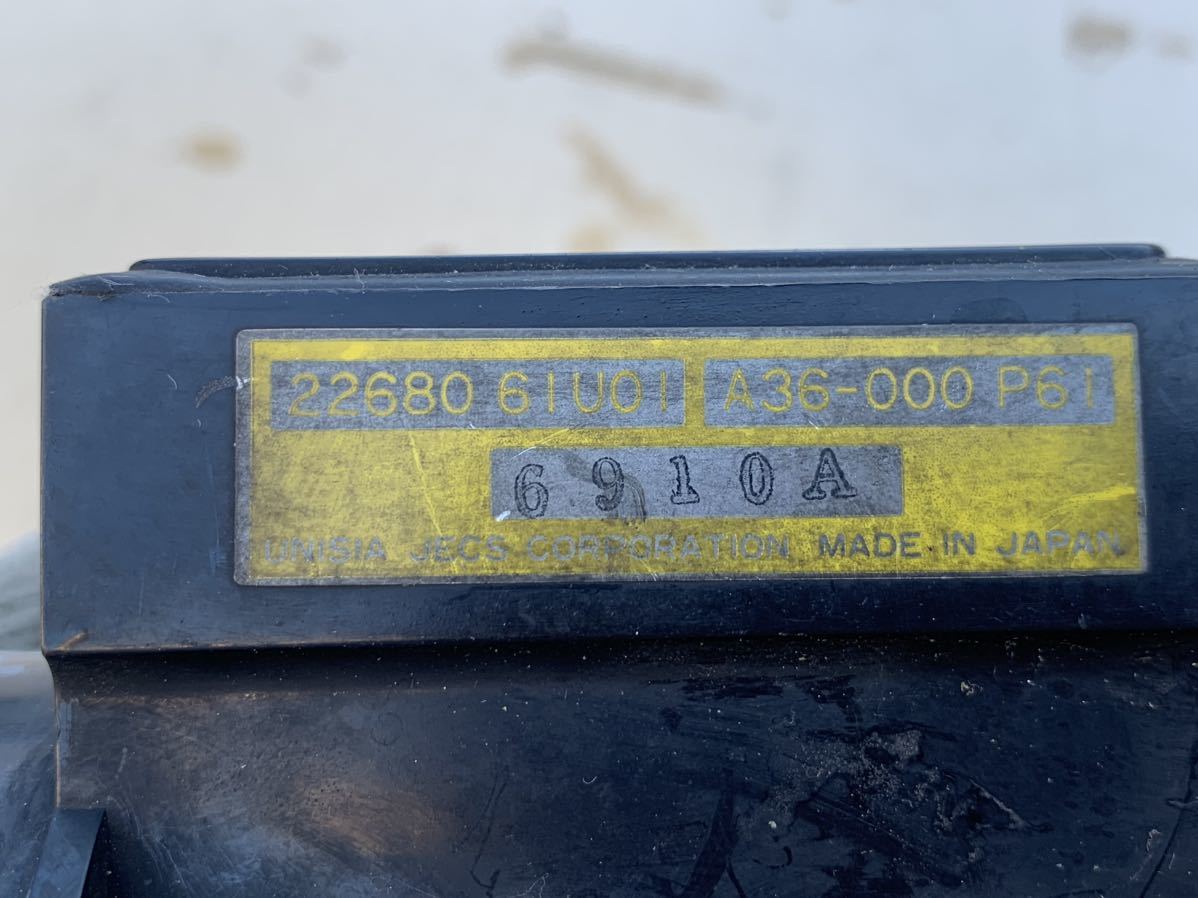 22680 61U01 A36-000 P61
6910A
UNISIA JECS CORPORATION MADE IN JAPAN